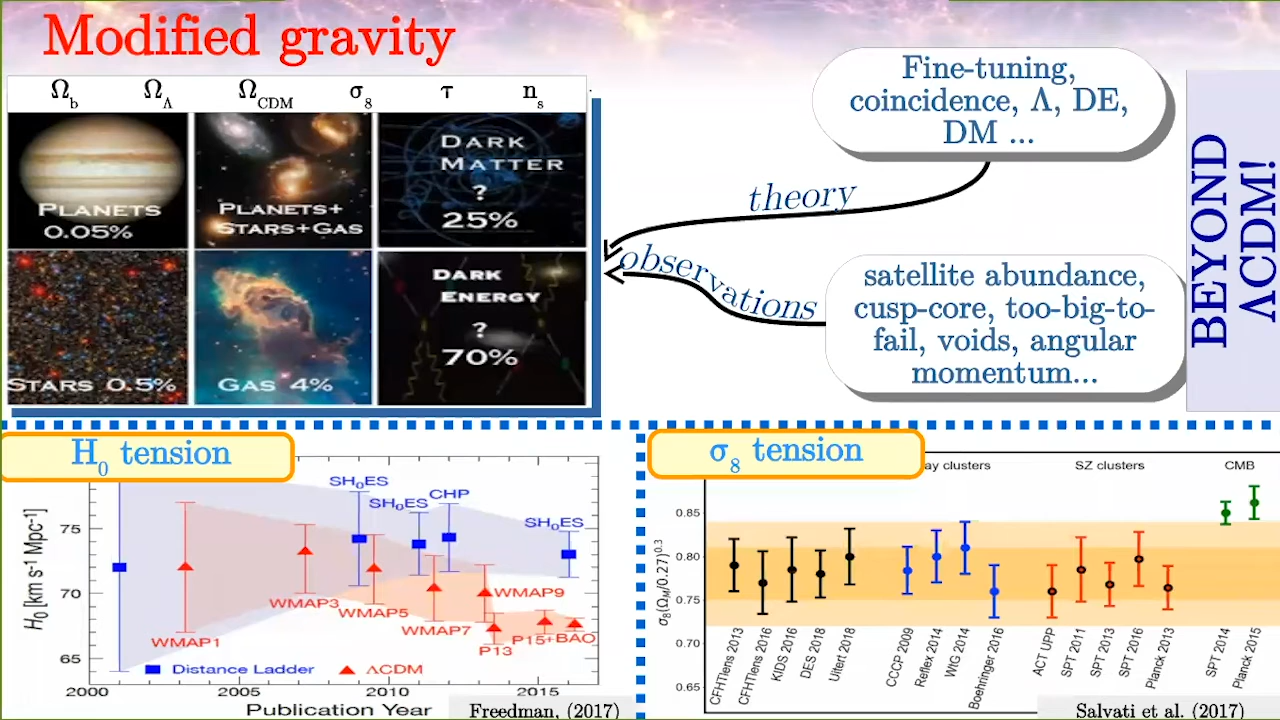 Modified gravity
Ω_b Ω_Λ Ω_CDM σ_8 τ n_s
PLANETS
0.05%
PLANETS+
STARS+GAS
DARK
MATTER
?
25%
STARS 0.5%
GAS 4%
DARK
ENERGY
?
70%
Fine-tuning,
coincidence, Λ, DE,
DM ...
theory
observations
satellite abundance,
cusp-core, too-big-to-
fail, voids, angular
momentum...
BEYOND
ΛCDM!
H_0 tension
H_0 [km s^-1 Mpc^-1]
75
70
65
SH_0ES
SH_0ES
CHP
SH_0ES
WMAP1
WMAP3
WMAP5
WMAP7
WMAP9
P13
P15+BAO
Distance Ladder
ΛCDM
2000 2005 2010 2015
Publication Year
Freedman, (2017)
σ_8 tension
ay clusters
SZ clusters
CMB
σ_8(Ω_M/0.27)^0.3
0.85
0.80
0.75
0.70
0.65
CFHTlens 2013
CFHTlens 2016
KIDS 2016
DES 2018
Uitert 2018
CCCP 2009
Reflex 2014
WtG 2014
Boehringer 2016
ACT UPP
SPT 2011
SPT 2013
SPT 2016
Planck 2013
SPT 2014
Planck 2015
Salvati et al. (2017)